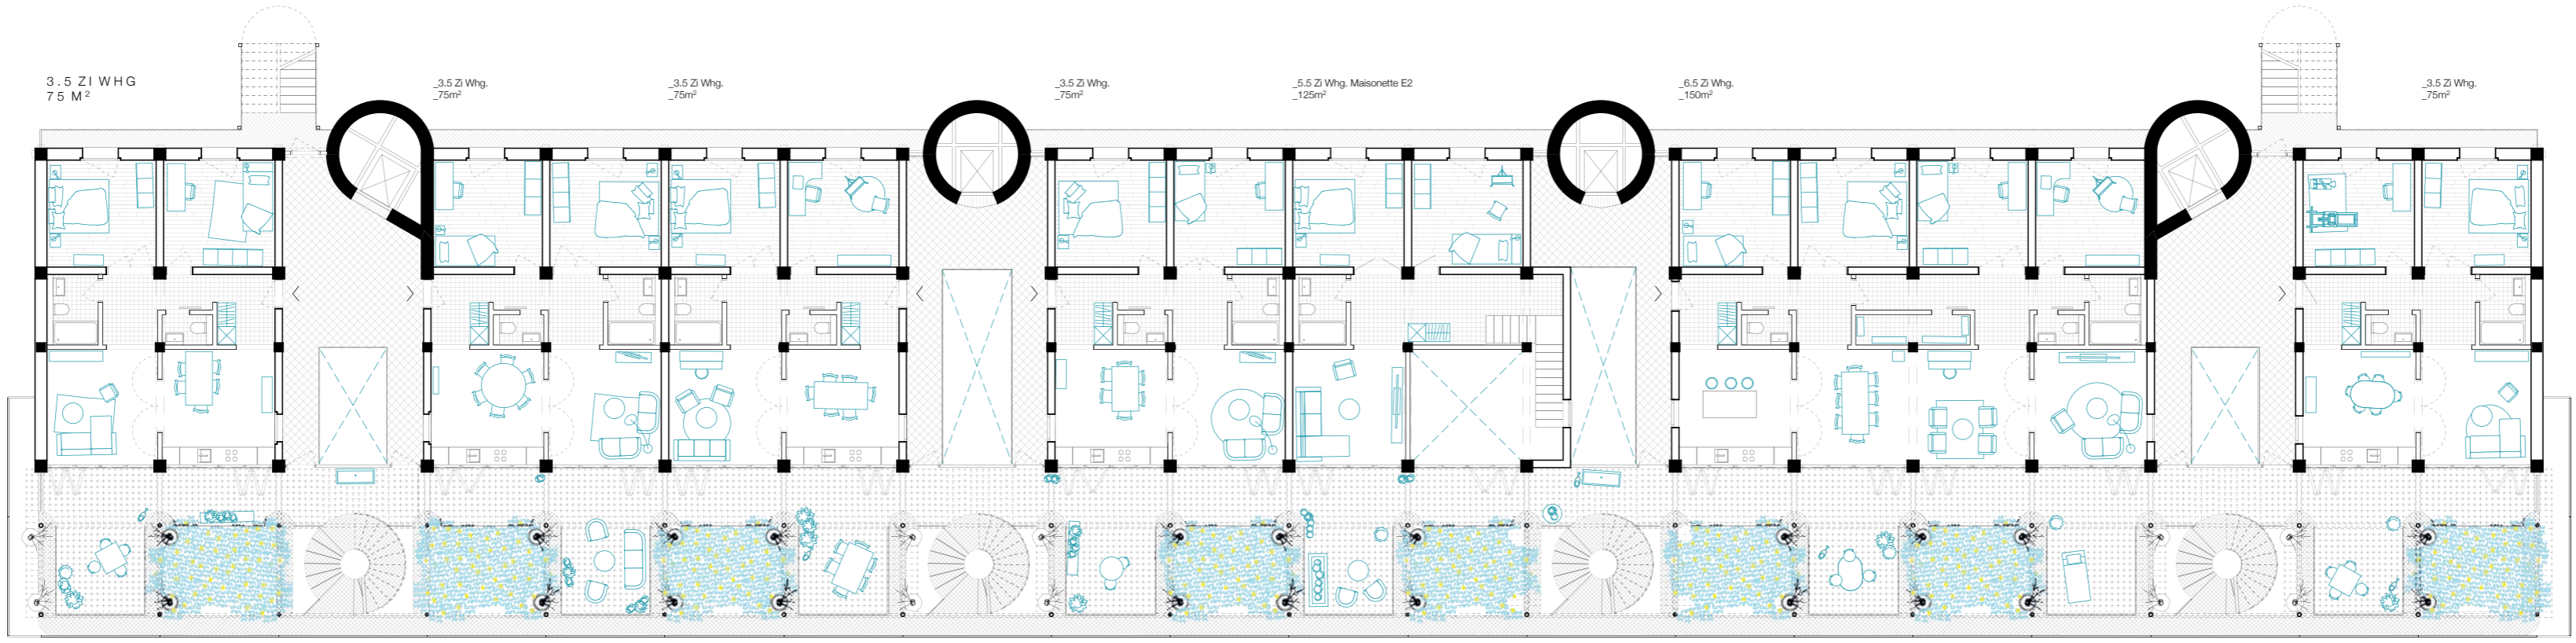 3.5 ZI WHG
75 M²
_3.5 Zi Whg.
_75m²
_3.5 Zi Whg.
_75m²
_3.5 Zi Whg.
_75m²
_5.5 Zi Whg. Maisonette E2
_125m²
_6.5 Zi Whg.
_150m²
_3.5 Zi Whg.
_75m²